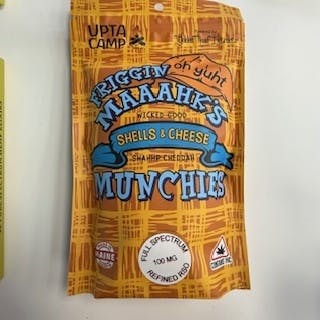 UPTA
CAMP
oh yuht
FRIGGIN
MAAAHK'S
WICKED GOOD
SHELLS & CHEESE
SHAHHP CHEDDAH
MUNCHIES
MAINE
FULL SPECTRUM
100 MG
REFINED RSO